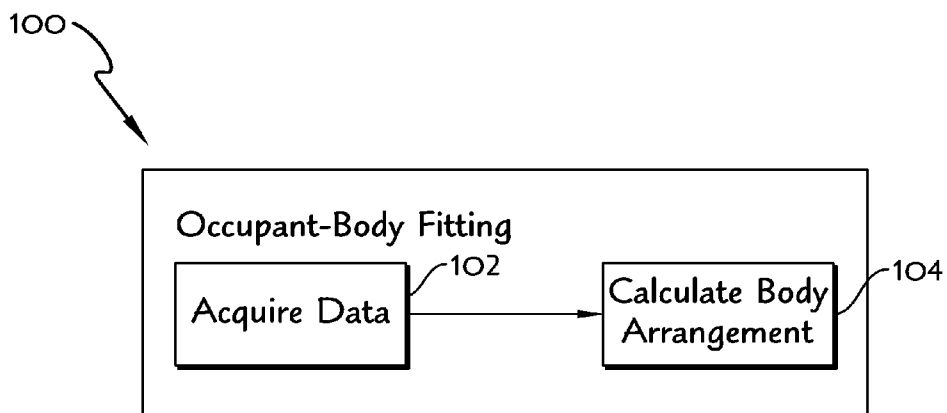 100
Occupant-Body Fitting
102
Acquire Data
Calculate Body
Arrangement
104